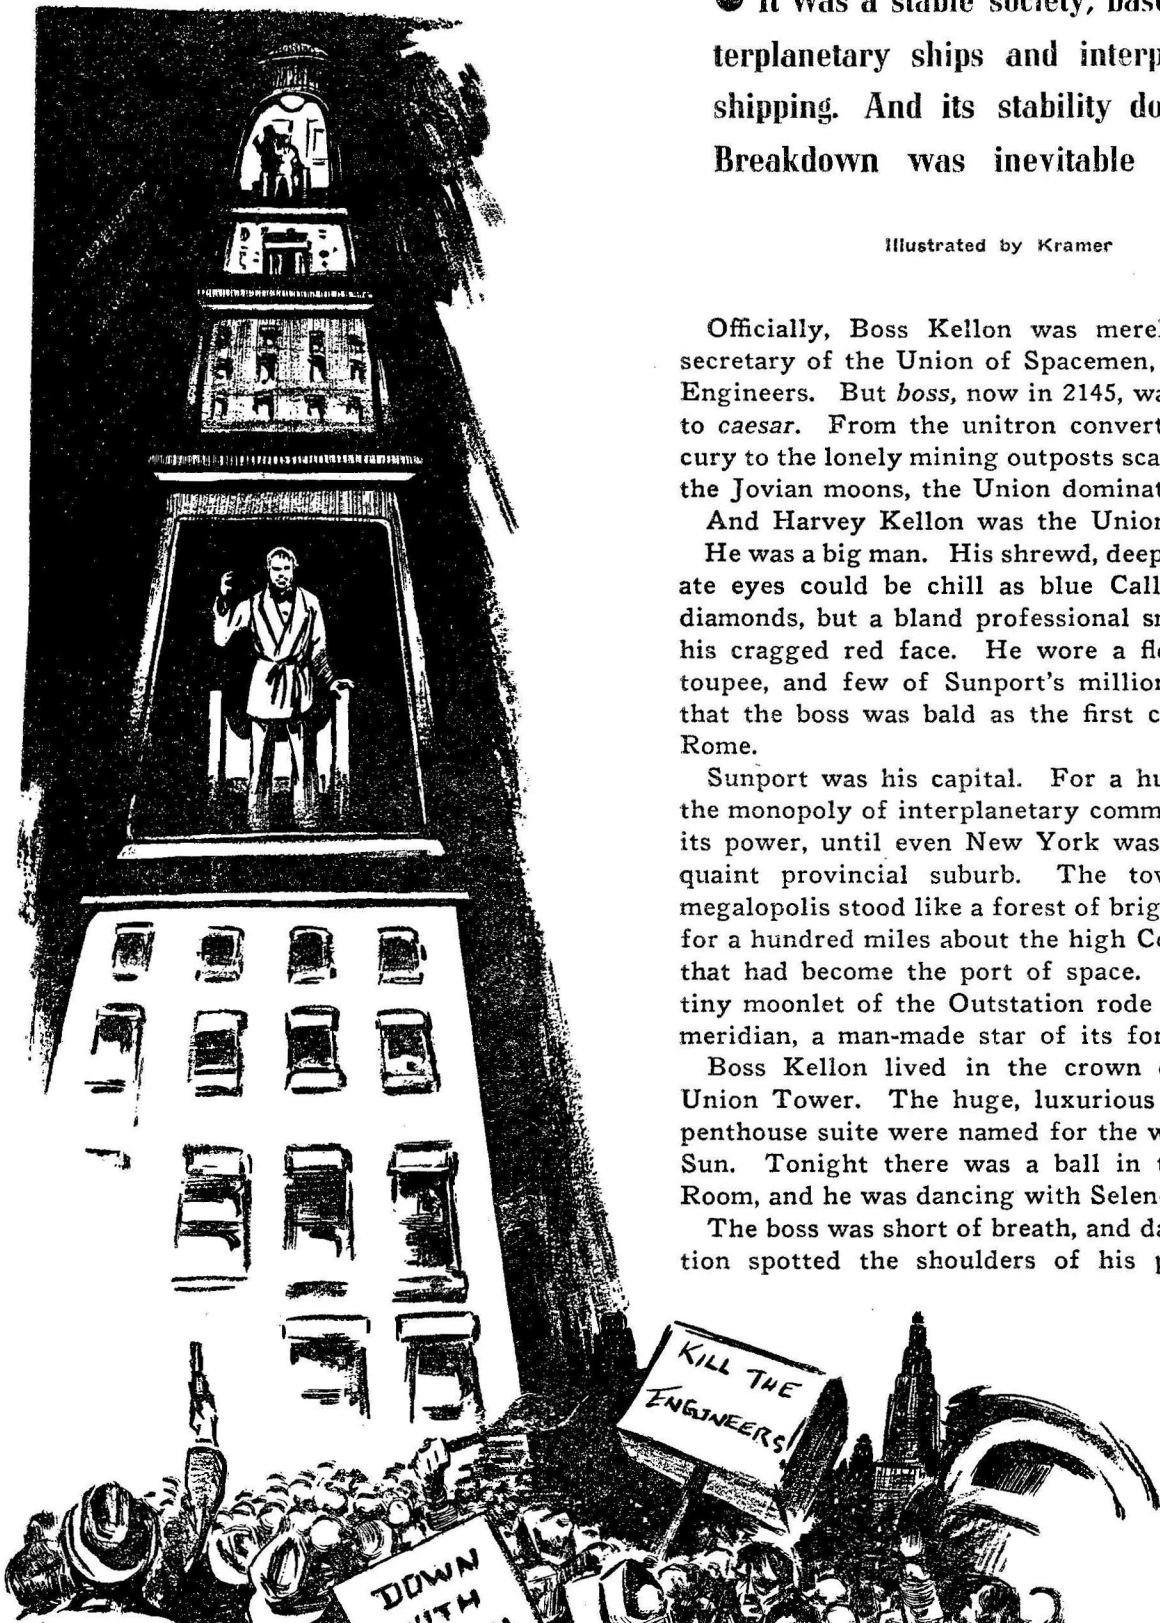 ● It was a stable society, base
terplanetary ships and interp
shipping. And its stability do
Breakdown was inevitable
Illustrated by Kramer
Officially, Boss Kellon was merel
secretary of the Union of Spacemen,
Engineers. But boss, now in 2145, wa
to caesar. From the unitron convert
cury to the lonely mining outposts sca
the Jovian moons, the Union dominat
And Harvey Kellon was the Union
He was a big man. His shrewd, deep
ate eyes could be chill as blue Call
diamonds, but a bland professional sm
his cragged red face. He wore a fl
toupee, and few of Sunport's million
that the boss was bald as the first c
Rome.
Sunport was his capital. For a hu
the monopoly of interplanetary comm
its power, until even New York was
quaint provincial suburb. The tow
megalopolis stood like a forest of brig
for a hundred miles about the high C
that had become the port of space.
tiny moonlet of the Outstation rode
meridian, a man-made star of its for
Boss Kellon lived in the crown
Union Tower. The huge, luxurious
penthouse suite were named for the w
Sun. Tonight there was a ball in t
Room, and he was dancing with Selen
The boss was short of breath, and da
tion spotted the shoulders of his p
KILL THE
ENGINEERS!
DOWN
WITH